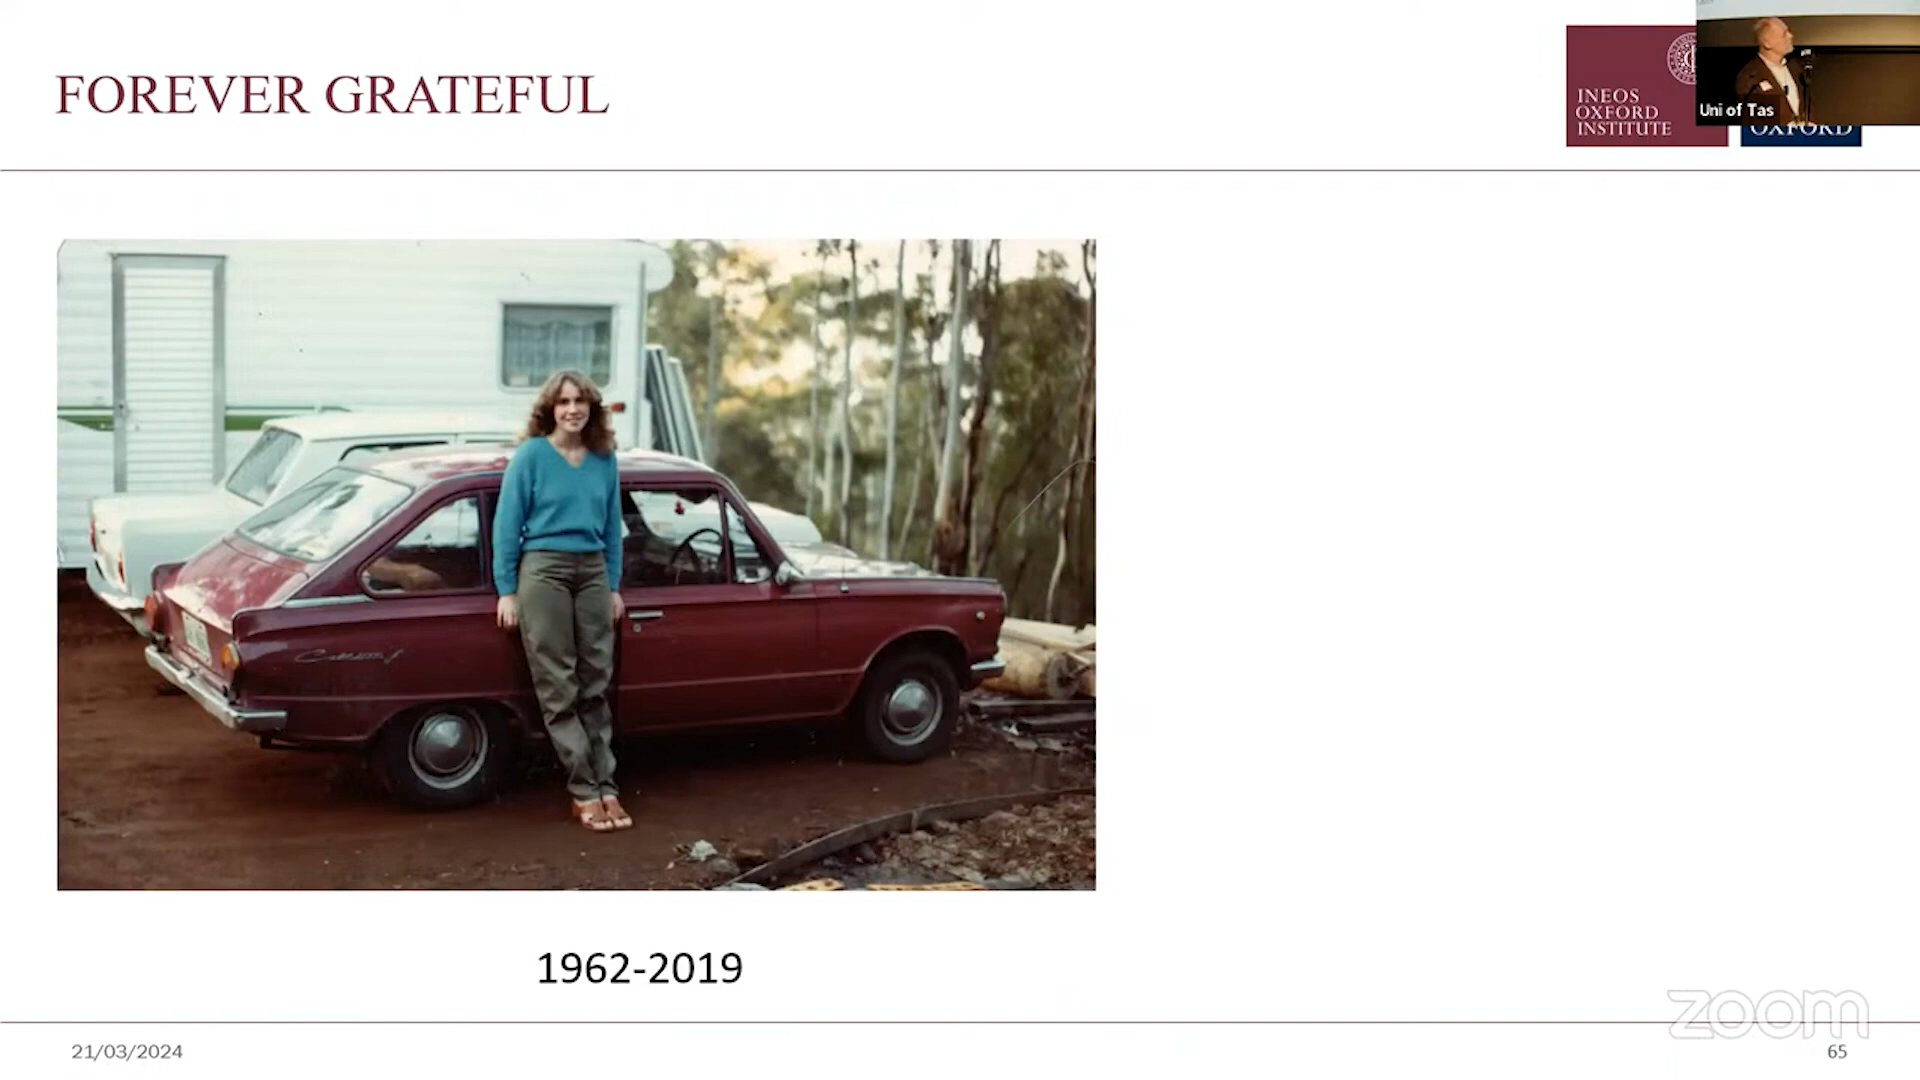 FOREVER GRATEFUL
INEOS
OXFORD
INSTITUTE
OXFORD
Uni of Tas
1962-2019
zoom
21/03/2024
65